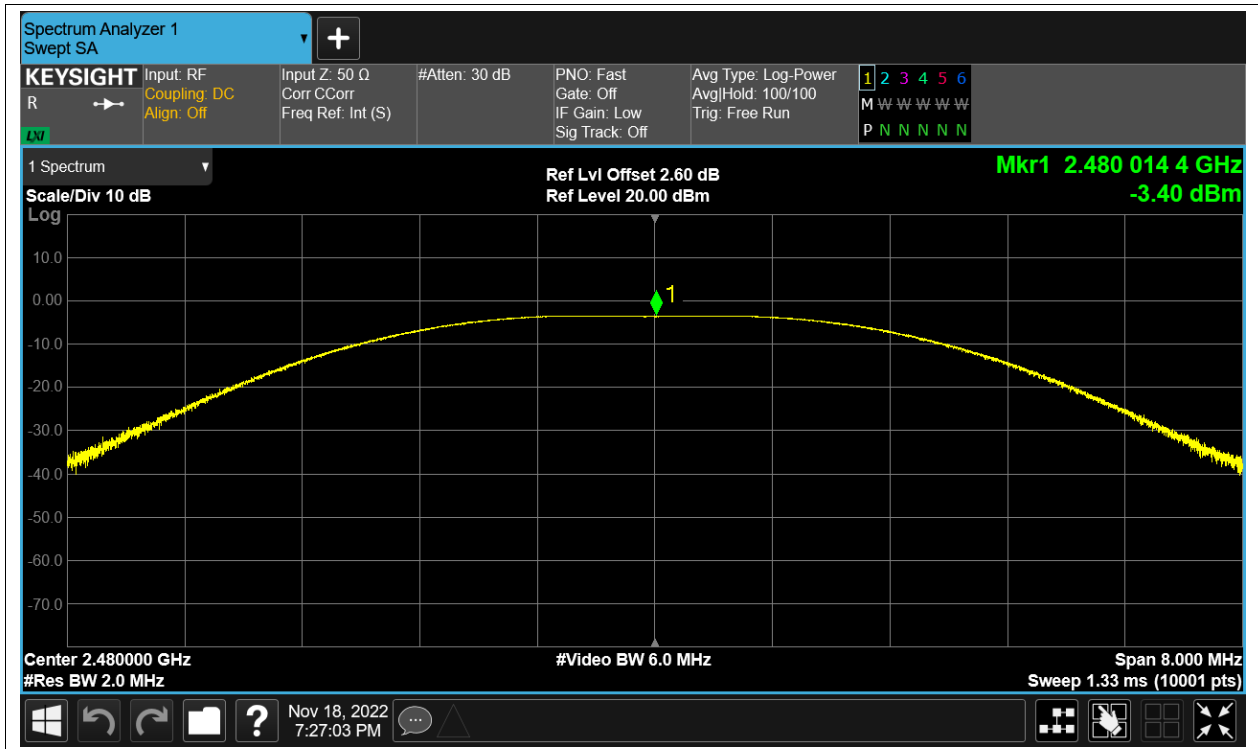 Spectrum Analyzer 1
Swept SA
KEYSIGHT
R
LXI
Input: RF
Coupling: DC
Align: Off
Input Z: 50 Ω
Corr CCorr
Freq Ref: Int (S)
#Atten: 30 dB
PNO: Fast
Gate: Off
IF Gain: Low
Sig Track: Off
Avg Type: Log-Power
Avg|Hold: 100/100
Trig: Free Run
1 2 3 4 5 6
M W W W W W
P N N N N N
1 Spectrum
Scale/Div 10 dB
Ref Lvl Offset 2.60 dB
Ref Level 20.00 dBm
Mkr1 2.480 014 4 GHz
-3.40 dBm
Log
10.0
0.00
-10.0
-20.0
-30.0
-40.0
-50.0
-60.0
-70.0
1
Center 2.480000 GHz
#Video BW 6.0 MHz
Span 8.000 MHz
#Res BW 2.0 MHz
Sweep 1.33 ms (10001 pts)
?
Nov 18, 2022
7:27:03 PM